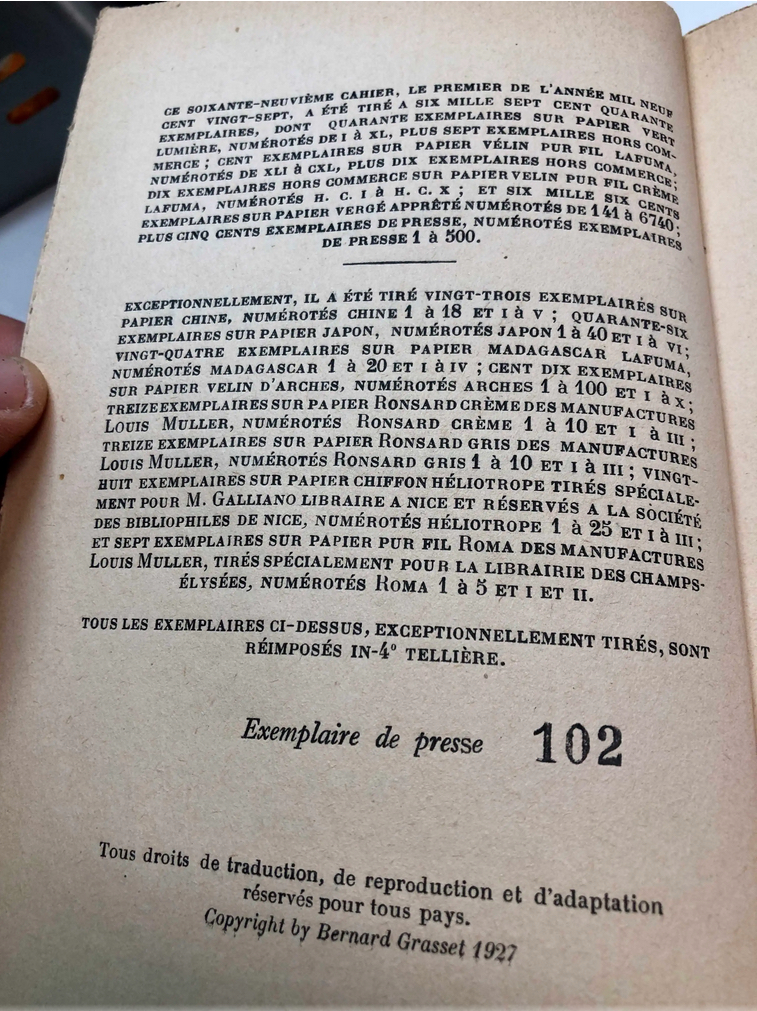 CE SOIXANTE-NEUVIÈME CAHIER, LE PREMIER DE L'ANNÉE MIL NEUF
CENT VINGT-SEPT, A ÉTÉ TIRÉ A SIX MILLE SEPT CENT QUARANTE
EXEMPLAIRES, DONT QUARANTE EXEMPLAIRES SUR PAPIER VERT
LUMIÈRE, NUMÉROTÉS DE I à XL, PLUS SEPT EXEMPLAIRES HORS COM-
MERCE ; CENT EXEMPLAIRES SUR PAPIER VÉLIN PUR FIL LAFUMA,
NUMÉROTÉS DE XLI à CXL, PLUS DIX EXEMPLAIRES HORS COMMERCE ;
DIX EXEMPLAIRES HORS COMMERCE SUR PAPIER VELIN PUR FIL CRÈME
LAFUMA, NUMÉROTÉS H. C. I à H. C. X ; ET SIX MILLE SIX CENTS
EXEMPLAIRES SUR PAPIER VERGÉ APPRÊTÉ NUMÉROTÉS DE 141 à 6740 ;
PLUS CINQ CENTS EXEMPLAIRES DE PRESSE, NUMÉROTÉS EXEMPLAIRES
DE PRESSE 1 à 500.
EXCEPTIONNELLEMENT, IL A ÉTÉ TIRÉ VINGT-TROIS EXEMPLAIRES SUR
PAPIER CHINE, NUMÉROTÉS CHINE 1 à 18 ET I à V ; QUARANTE-SIX
EXEMPLAIRES SUR PAPIER JAPON, NUMÉROTÉS JAPON 1 à 40 ET I à VI ;
VINGT-QUATRE EXEMPLAIRES SUR PAPIER MADAGASCAR LAFUMA,
NUMÉROTÉS MADAGASCAR 1 à 20 ET I à IV ; CENT DIX EXEMPLAIRES
SUR PAPIER VELIN D'ARCHES, NUMÉROTÉS ARCHES 1 à 100 ET I à X ;
TREIZE EXEMPLAIRES SUR PAPIER RONSARD CRÈME DES MANUFACTURES
LOUIS MULLER, NUMÉROTÉS RONSARD CRÈME 1 à 10 ET I à III ;
TREIZE EXEMPLAIRES SUR PAPIER RONSARD GRIS DES MANUFACTURES
LOUIS MULLER, NUMÉROTÉS RONSARD GRIS 1 à 10 ET I à III ; VINGT-
HUIT EXEMPLAIRES SUR PAPIER CHIFFON HÉLIOTROPE TIRÉS SPÉCIALE-
MENT POUR M. GALLIANO LIBRAIRE A NICE ET RÉSERVÉS A LA SOCIÉTÉ
DES BIBLIOPHILES DE NICE, NUMÉROTÉS HÉLIOTROPE 1 à 25 ET I à III ;
ET SEPT EXEMPLAIRES SUR PAPIER PUR FIL ROMA DES MANUFACTURES
LOUIS MULLER, TIRÉS SPÉCIALEMENT POUR LA LIBRAIRIE DES CHAMPS-
ÉLYSÉES, NUMÉROTÉS ROMA 1 à 5 ET I ET II.
TOUS LES EXEMPLAIRES CI-DESSUS, EXCEPTIONNELLEMENT TIRÉS, SONT
RÉIMPOSÉS IN-4° TELLIÈRE.
Exemplaire de presse 102
Tous droits de traduction, de reproduction et d'adaptation
réservés pour tous pays.
Copyright by Bernard Grasset 1927